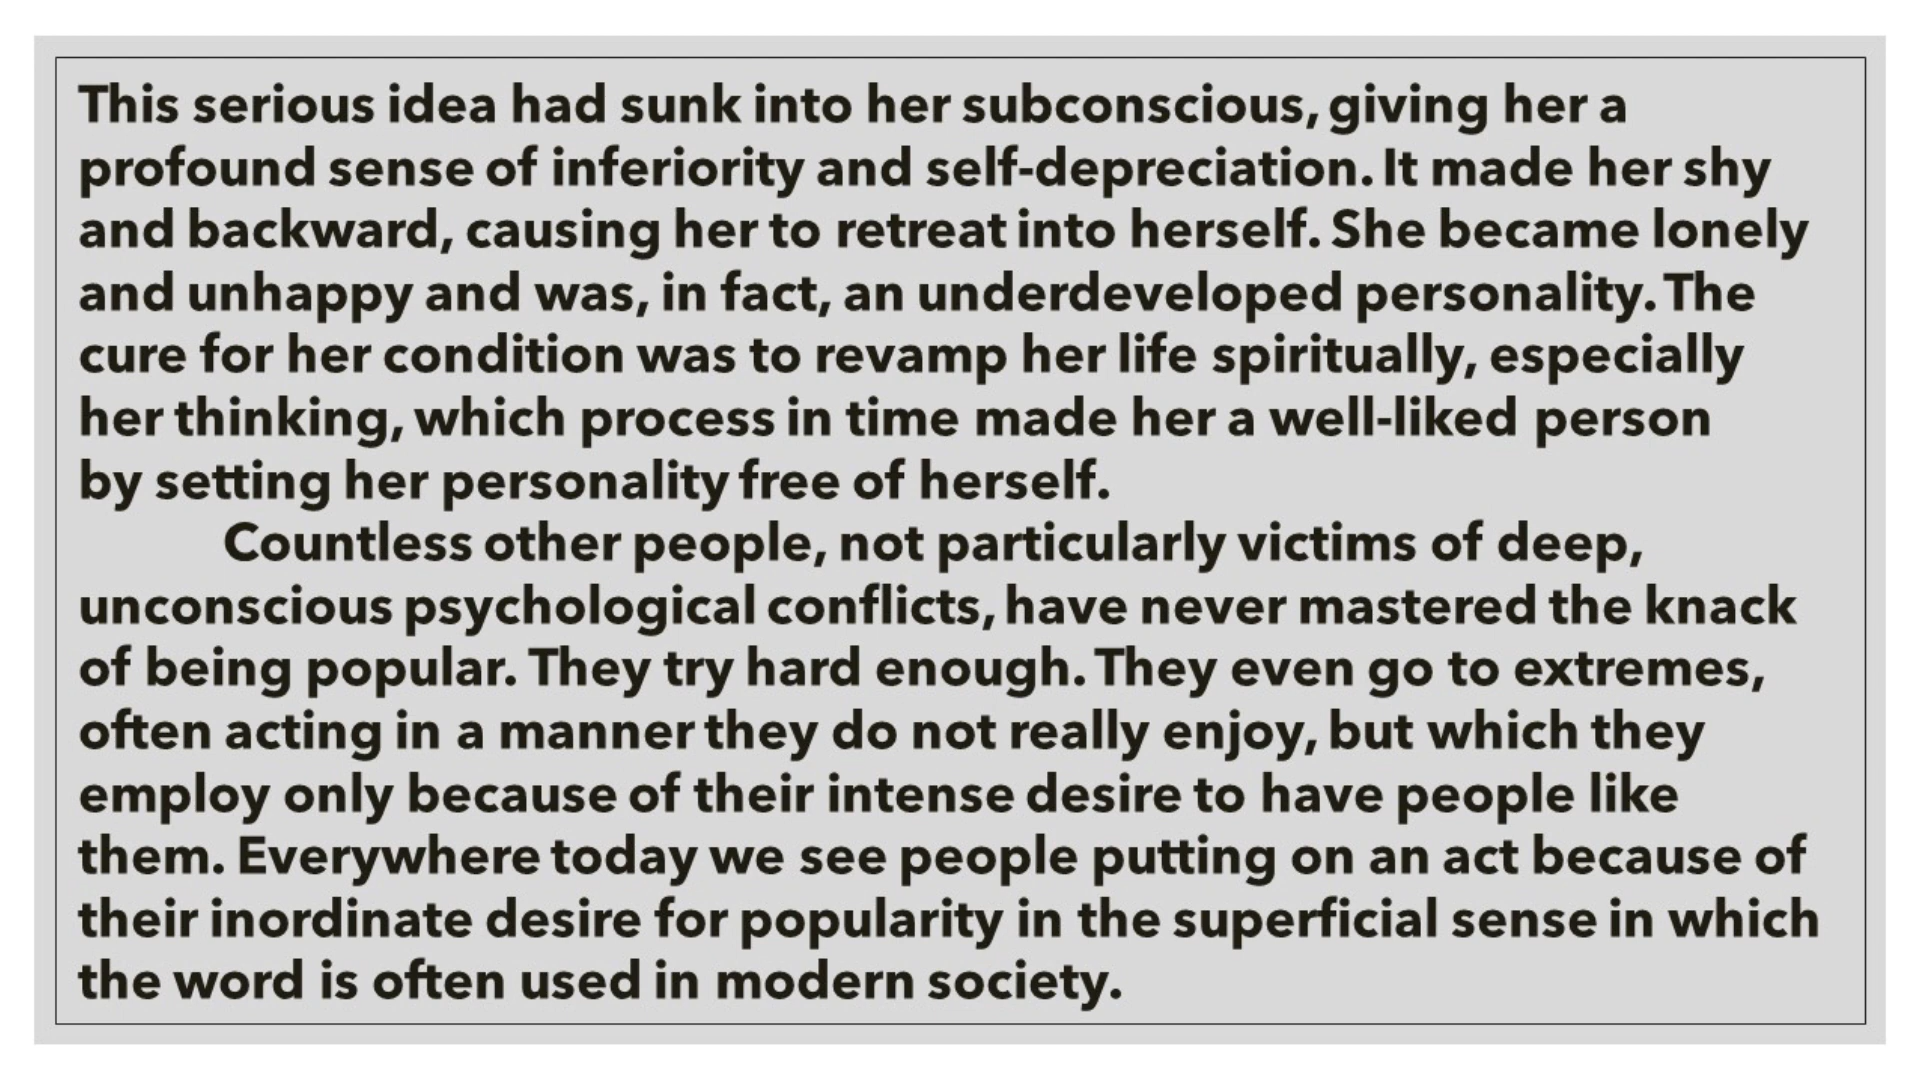 This serious idea had sunk into her subconscious, giving her a
profound sense of inferiority and self-depreciation. It made her shy
and backward, causing her to retreat into herself. She became lonely
and unhappy and was, in fact, an underdeveloped personality. The
cure for her condition was to revamp her life spiritually, especially
her thinking, which process in time made her a well-liked person
by setting her personality free of herself.
Countless other people, not particularly victims of deep,
unconscious psychological conflicts, have never mastered the knack
of being popular. They try hard enough. They even go to extremes,
often acting in a manner they do not really enjoy, but which they
employ only because of their intense desire to have people like
them. Everywhere today we see people putting on an act because of
their inordinate desire for popularity in the superficial sense in which
the word is often used in modern society.